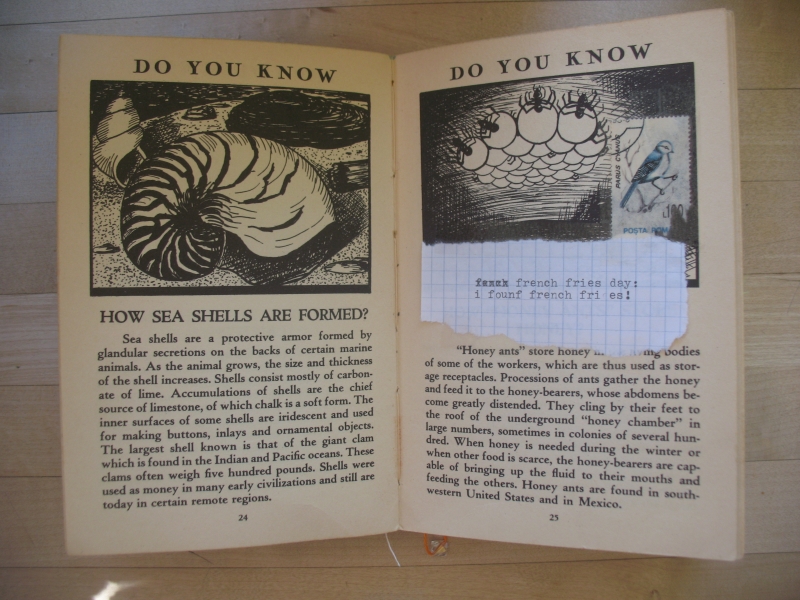 DO YOU KNOW
HOW SEA SHELLS ARE FORMED?
Sea shells are a protective armor formed by
glandular secretions on the backs of certain marine
animals. As the animal grows, the size and thickness
of the shell increases. Shells consist mostly of carbon-
ate of lime. Accumulations of shells are the chief
source of limestone, of which chalk is a soft form. The
inner surfaces of some shells are iridescent and used
for making buttons, inlays and ornamental objects.
The largest shell known is that of the giant clam
which is found in the Indian and Pacific oceans. These
clams often weigh five hundred pounds. Shells were
used as money in many early civilizations and still are
today in certain remote regions.
24
DO YOU KNOW
PARUS CYANUS
L100
POSTA ROMA
french fries day:
i founf french fri es!
"Honey ants" store honey in living bodies
of some of the workers, which are thus used as stor-
age receptacles. Processions of ants gather the honey
and feed it to the honey-bearers, whose abdomens be-
come greatly distended. They cling by their feet to
the roof of the underground "honey chamber" in
large numbers, sometimes in colonies of several hun-
dred. When honey is needed during the winter or
when other food is scarce, the honey-bearers are cap-
able of bringing up the fluid to their mouths and
feeding the others. Honey ants are found in south-
western United States and in Mexico.
25